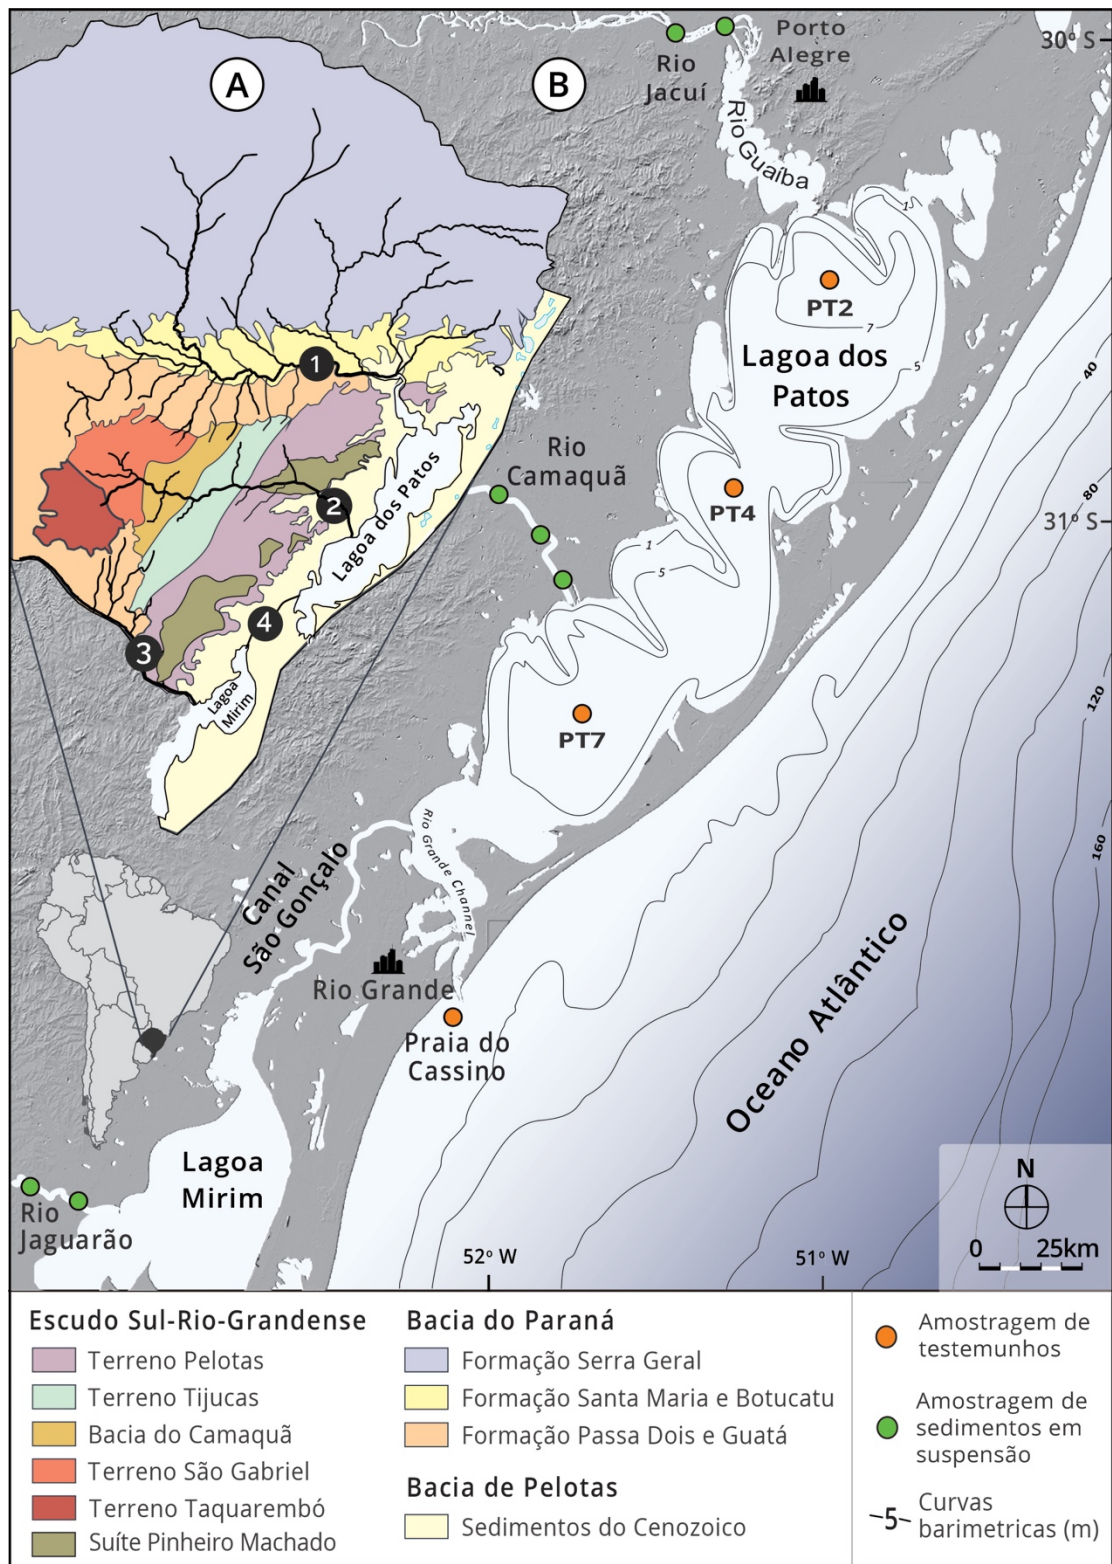 A
B
Porto
Alegre
30º S
Rio
Jacuí
Rio Guaíba
1
PT2
7
Lagoa dos
Patos
5
40
1
Rio
Camaquã
80
2
PT4
31º S
Lagoa dos Patos
1
5
4
3
Lagoa
Mirim
120
PT7
160
Rio Grande Channel
Canal
São Gonçalo
Rio Grande
Praia do
Cassino
Oceano Atlântico
Lagoa
Mirim
N
Rio
Jaguarão
52º W
51º W
0 25km
Escudo Sul-Rio-Grandense
Terreno Pelotas
Terreno Tijucas
Bacia do Camaquã
Terreno São Gabriel
Terreno Taquarembó
Suíte Pinheiro Machado
Bacia do Paraná
Formação Serra Geral
Formação Santa Maria e Botucatu
Formação Passa Dois e Guatá
Bacia de Pelotas
Sedimentos do Cenozoico
Amostragem de
testemunhos
Amostragem de
sedimentos em
suspensão
5
Curvas
barimetricas (m)